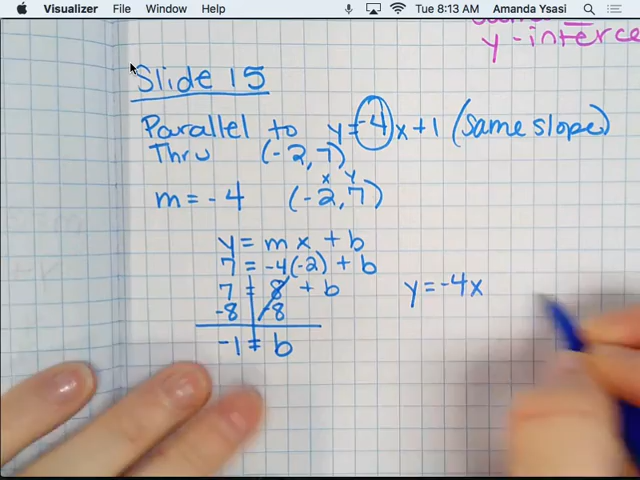 Visualizer File Window Help Tue 8:13 AM Amanda Ysasi
y-interce
Slide 15
Parallel to y = -4x + 1 (same slope)
Thru (-2, 7)
x y
m = -4 (-2, 7)
y = mx + b
7 = -4(-2) + b
7 = 8 + b
-8 -8
-1 = b
y = -4x